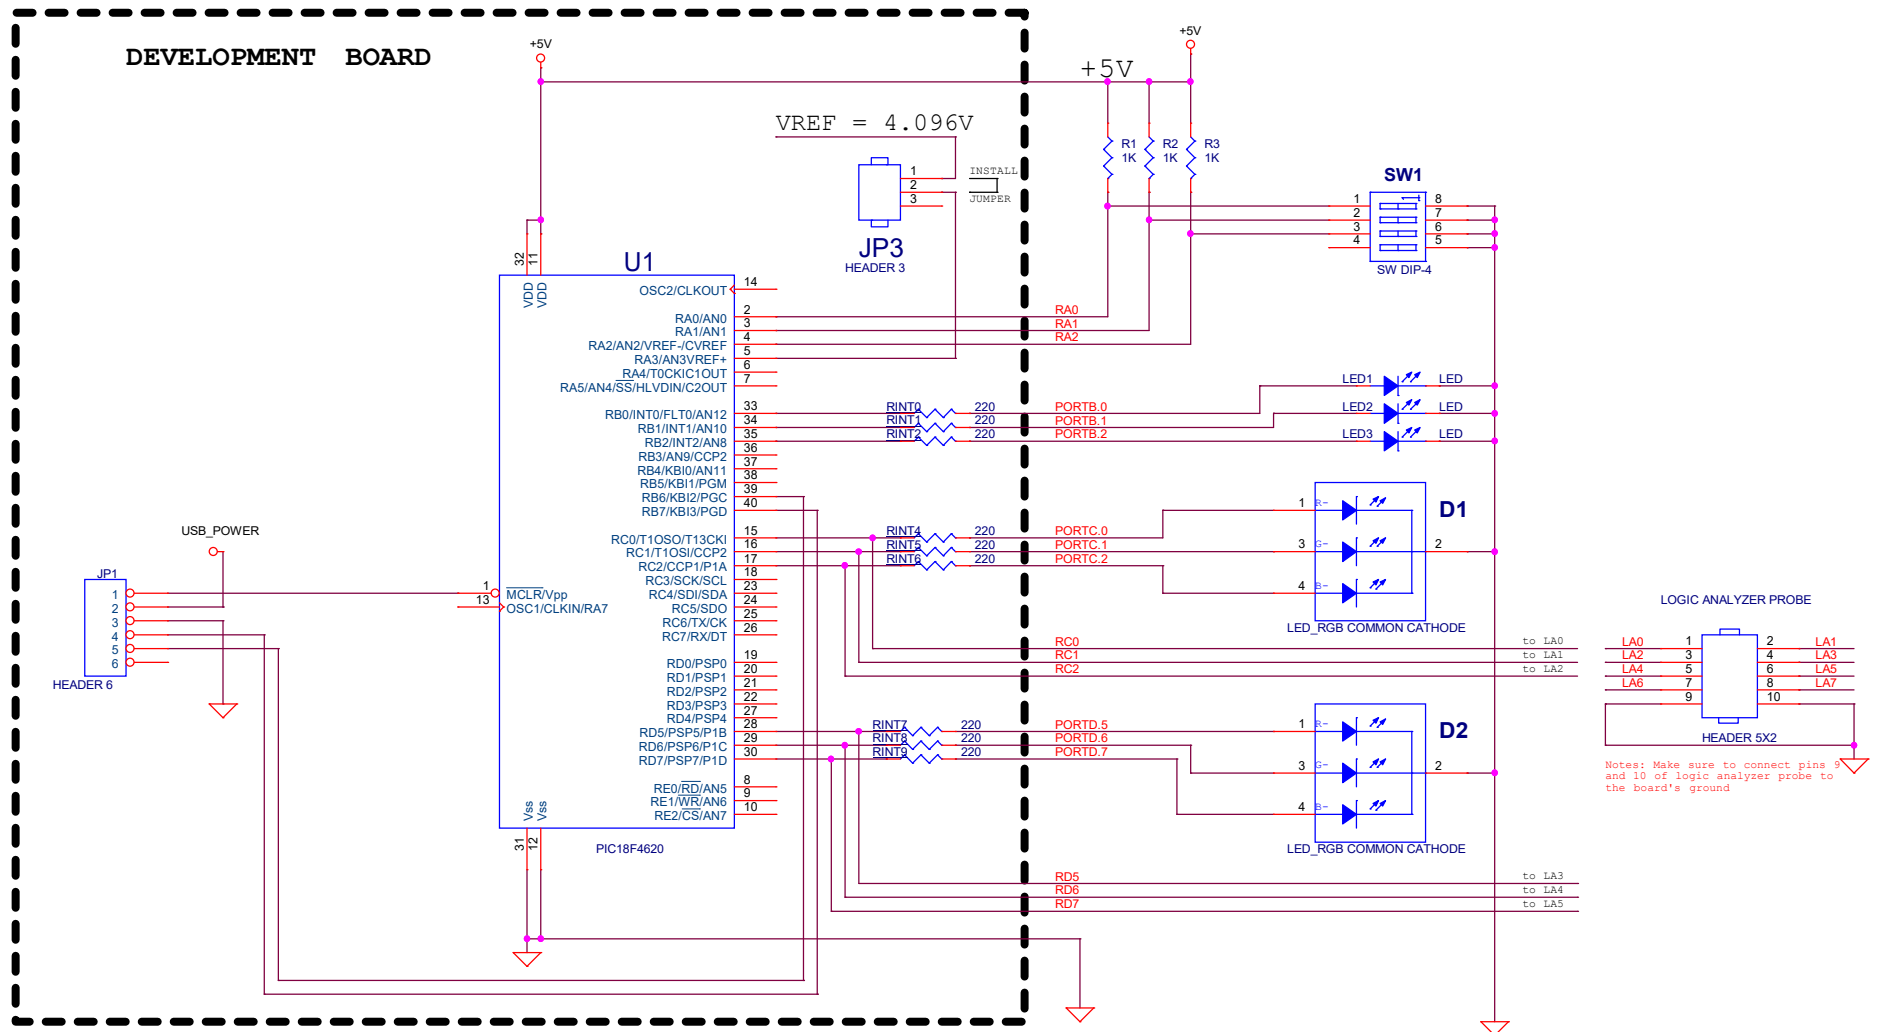 DEVELOPMENT BOARD
+5V
+5V
+5V
VREF = 4.096V
R1
1K
R2
1K
R3
1K
1
2
3
INSTALL
JUMPER
JP3
HEADER 3
SW1
1
2
3
4
8
7
6
5
SW DIP-4
U1
32
11
VDD
VDD
OSC2/CLKOUT 14
RA0/AN0 2
RA1/AN1 3
RA2/AN2/VREF-/CVREF 4
RA3/AN3VREF+ 5
RA4/T0CKIC1OUT 6
RA5/AN4/SS/HLVDIN/C2OUT 7
RA0
RA1
RA2
RB0/INT0/FLT0/AN12 33
RB1/INT1/AN10 34
RB2/INT2/AN8 35
RB3/AN9/CCP2 36
RB4/KBI0/AN11 37
RB5/KBI1/PGM 38
RB6/KBI2/PGC 39
RB7/KBI3/PGD 40
RINT0 220 PORTB.0
RINT1 220 PORTB.1
RINT2 220 PORTB.2
LED1 LED
LED2 LED
LED3 LED
RC0/T1OSO/T13CKI 15
RC1/T1OSI/CCP2 16
RC2/CCP1/P1A 17
RC3/SCK/SCL 18
RC4/SDI/SDA 23
RC5/SDO 24
RC6/TX/CK 25
RC7/RX/DT 26
RINT4 220 PORTC.0
RINT5 220 PORTC.1
RINT6 220 PORTC.2
1 R-
3 G-
4 B-
2
D1
LED_RGB COMMON CATHODE
USB_POWER
JP1
1
2
3
4
5
6
HEADER 6
1 MCLR/Vpp
13 OSC1/CLKIN/RA7
RC0 to LA0
RC1 to LA1
RC2 to LA2
RD0/PSP0 19
RD1/PSP1 20
RD2/PSP2 21
RD3/PSP3 22
RD4/PSP4 27
RD5/PSP5/P1B 28
RD6/PSP6/P1C 29
RD7/PSP7/P1D 30
RINT7 220 PORTD.5
RINT8 220 PORTD.6
RINT9 220 PORTD.7
1 R-
3 G-
4 B-
2
D2
LED_RGB COMMON CATHODE
RE0/RD/AN5 8
RE1/WR/AN6 9
RE2/CS/AN7 10
Vss
Vss
31
12
PIC18F4620
RD5 to LA3
RD6 to LA4
RD7 to LA5
LOGIC ANALYZER PROBE
LA0 1 2 LA1
LA2 3 4 LA3
LA4 5 6 LA5
LA6 7 8 LA7
9 10
HEADER 5X2
Notes: Make sure to connect pins 9
and 10 of logic analyzer probe to
the board's ground